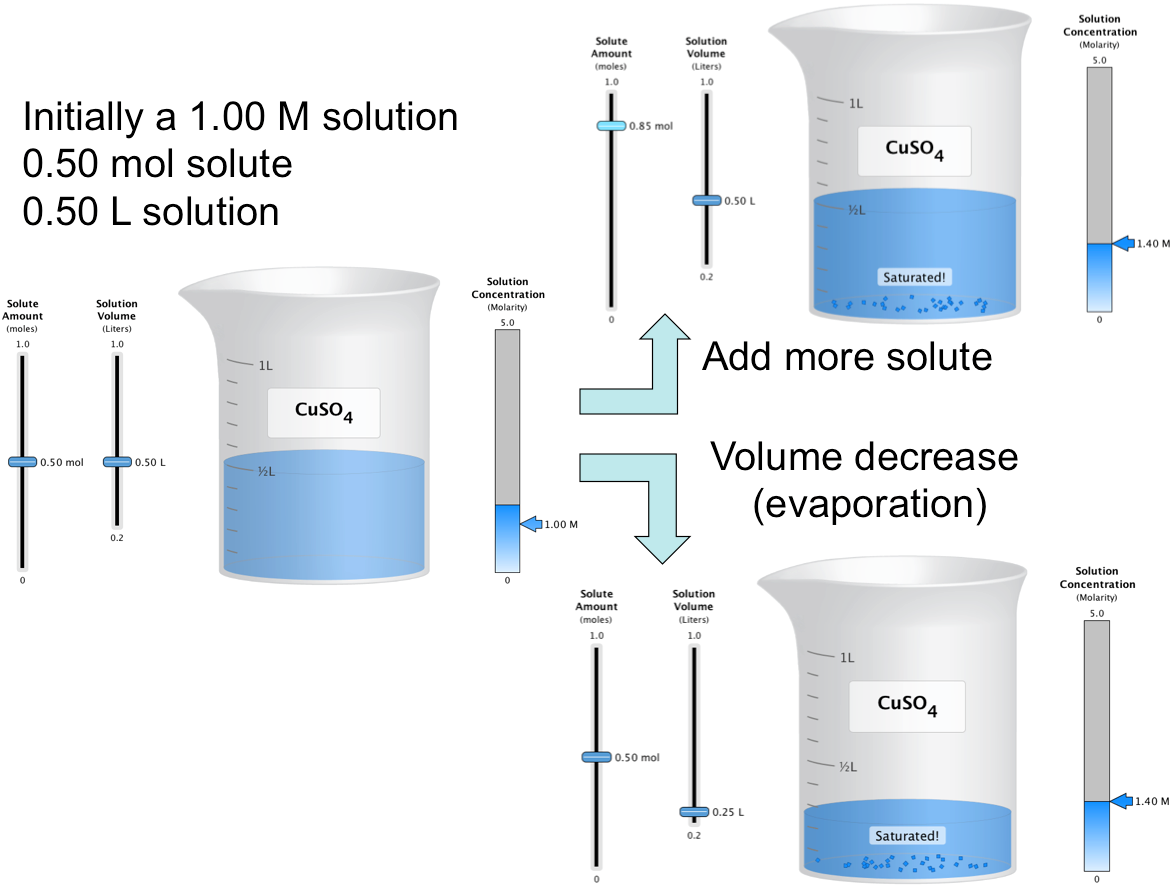 Initially a 1.00 M solution
0.50 mol solute
0.50 L solution
Solute
Amount
(moles)
1.0
0.50 mol
0
Solution
Volume
(Liters)
1.0
0.50 L
0.2
1L
CuSO4
½L
Solution
Concentration
(Molarity)
5.0
1.00 M
0
Solute
Amount
(moles)
1.0
0.85 mol
0
Solution
Volume
(Liters)
1.0
0.50 L
0.2
1L
CuSO4
½L
Saturated!
Solution
Concentration
(Molarity)
5.0
1.40 M
0
Add more solute
Volume decrease
(evaporation)
Solute
Amount
(moles)
1.0
0.50 mol
0
Solution
Volume
(Liters)
1.0
0.25 L
0.2
1L
CuSO4
½L
Saturated!
Solution
Concentration
(Molarity)
5.0
1.40 M
0